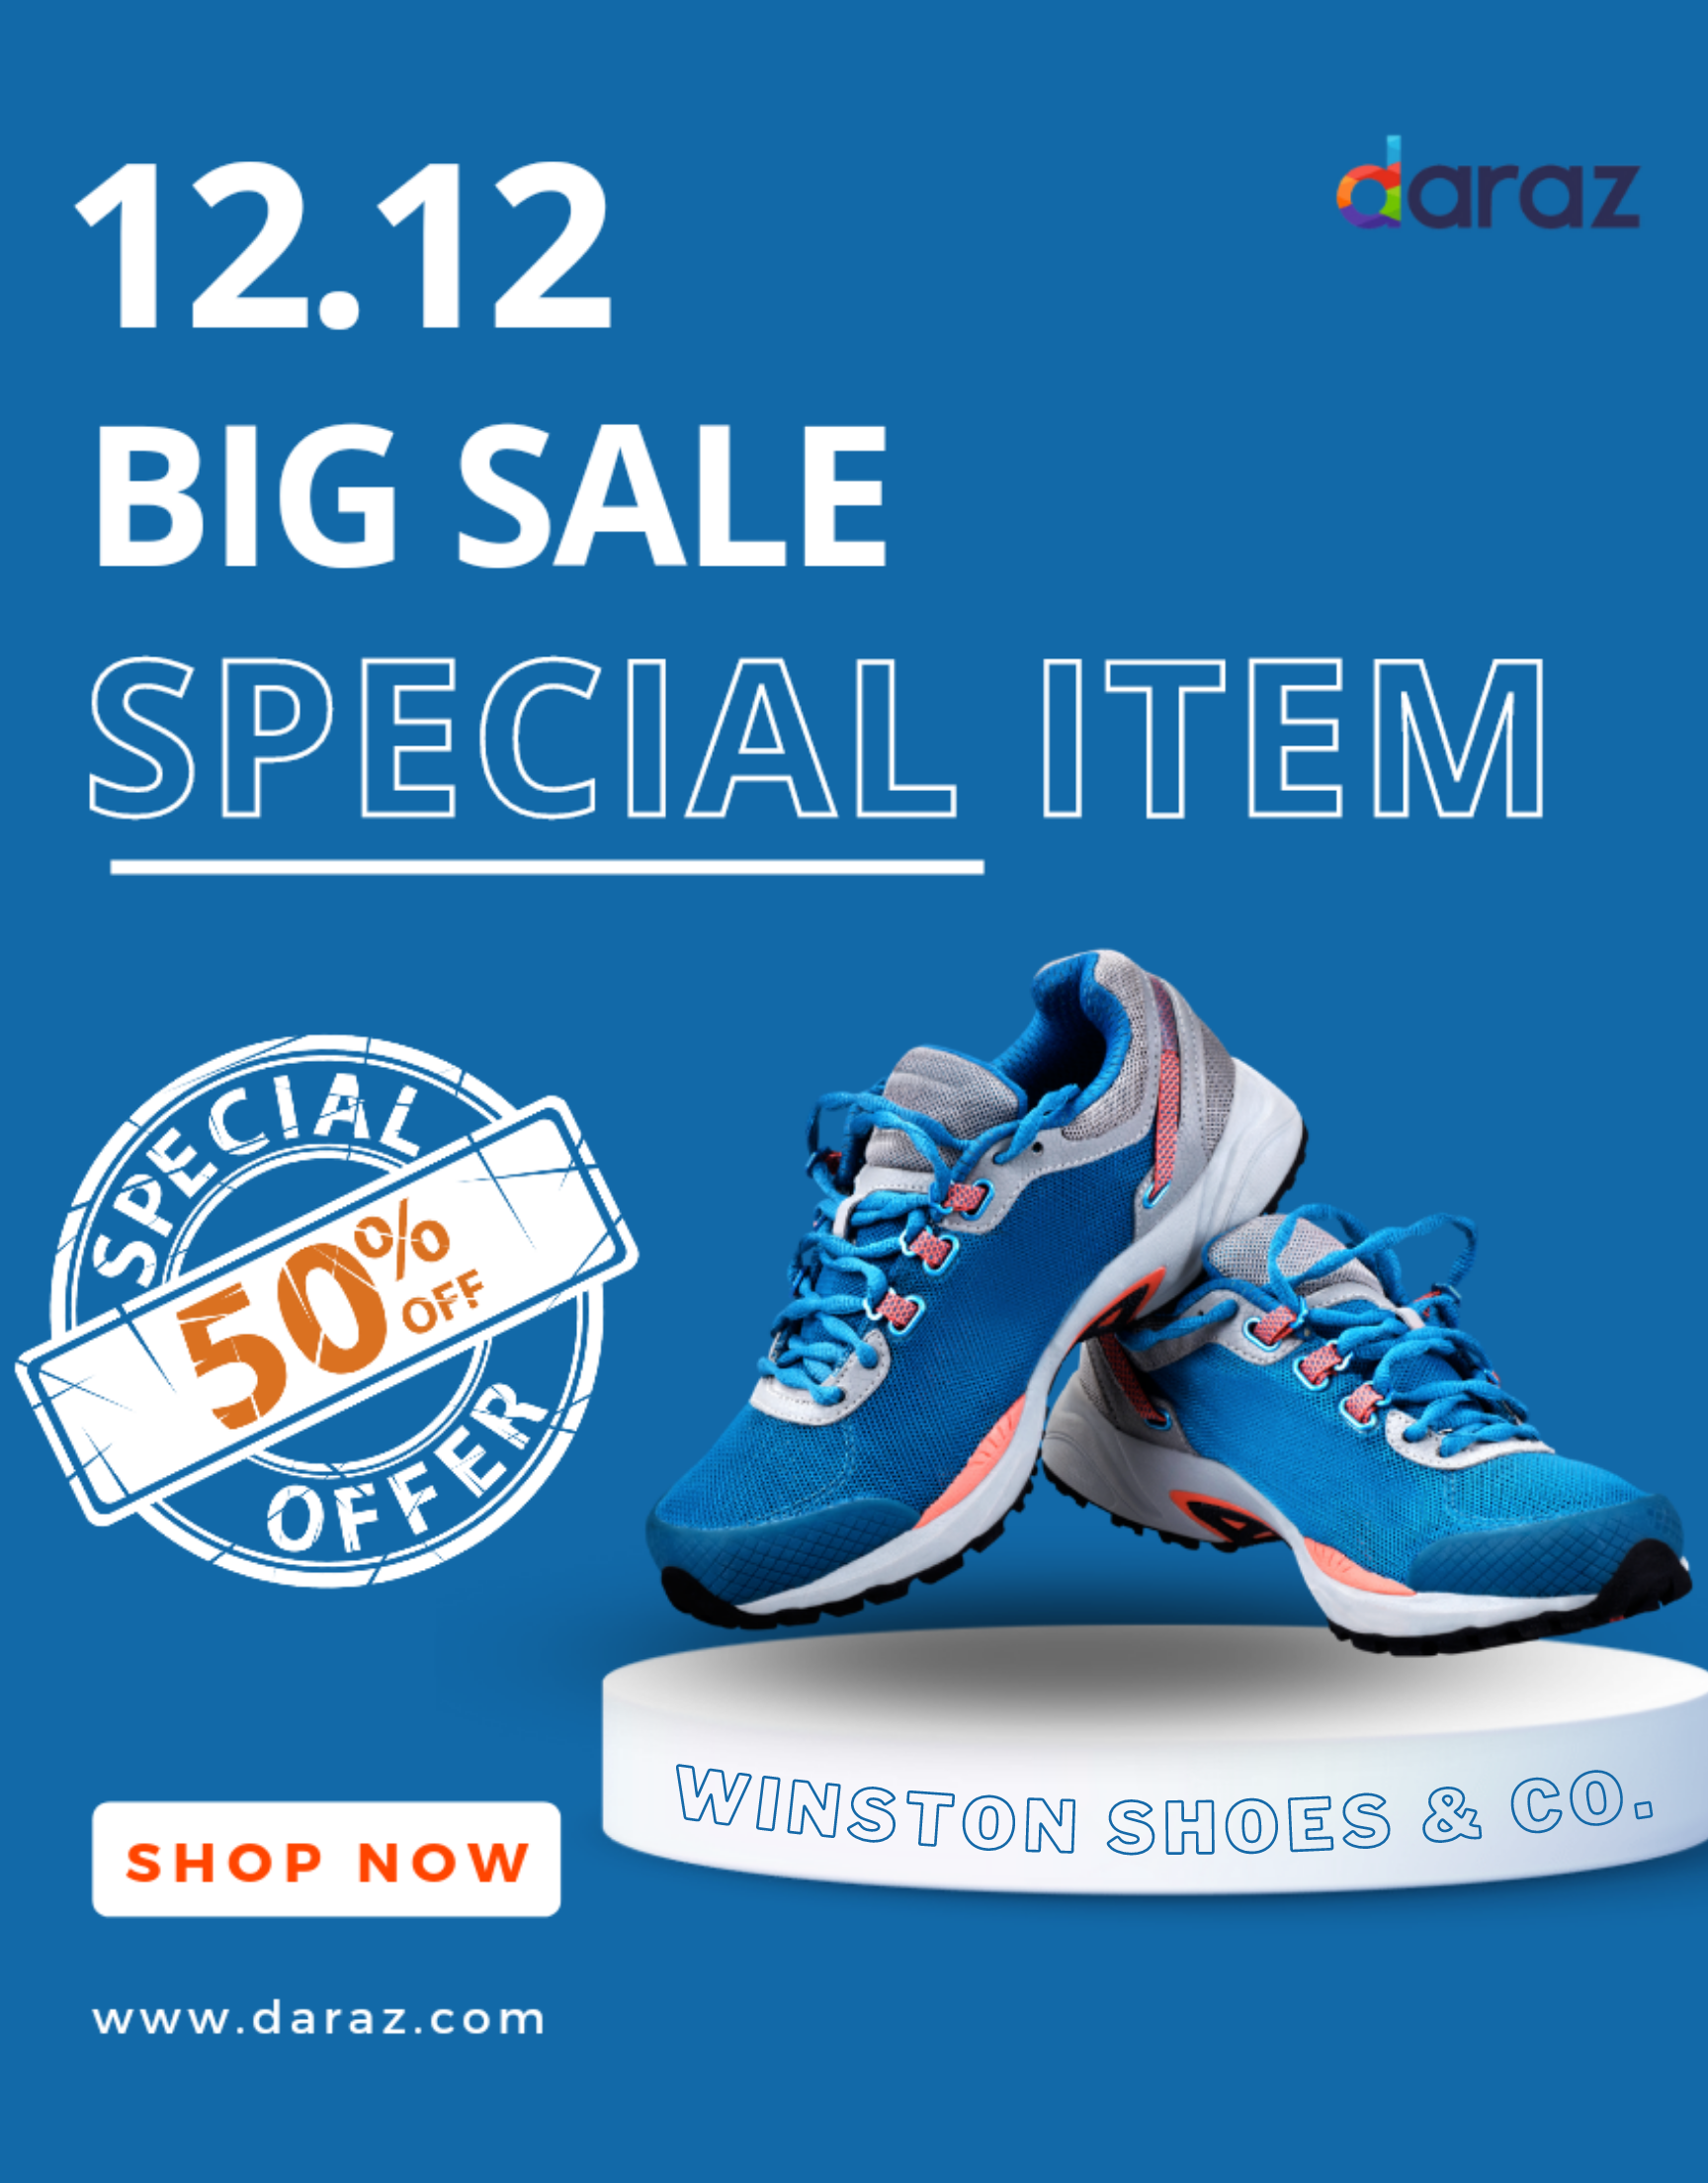 12.12
daraz
BIG SALE
SPECIAL ITEM
SPECIAL
50%
OFF
OFFER
WINSTON SHOES & CO.
SHOP NOW
www.daraz.com